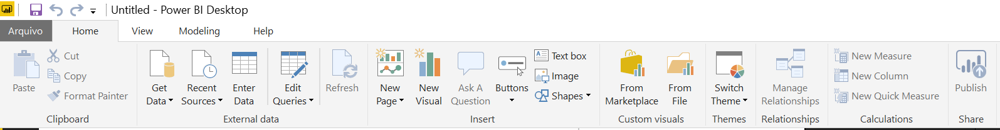 Untitled - Power BI Desktop
Arquivo Home View Modeling Help
Paste
Cut
Copy
Format Painter
Clipboard
Get Data
Recent Sources
Enter Data
Edit Queries
Refresh
External data
New Page
New Visual
Ask A Question
Buttons
Text box
Image
Shapes
Insert
From Marketplace
From File
Custom visuals
Switch Theme
Themes
Manage Relationships
Relationships
New Measure
New Column
New Quick Measure
Calculations
Publish
Share